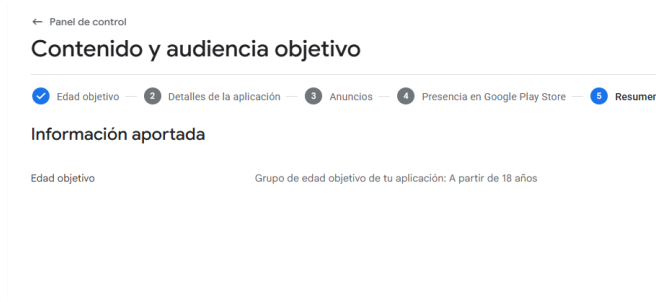 ← Panel de control
Contenido y audiencia objetivo
Edad objetivo — 2 Detalles de la aplicación — 3 Anuncios — 4 Presencia en Google Play Store — 5 Resumen
Información aportada
Edad objetivo Grupo de edad objetivo de tu aplicación: A partir de 18 años